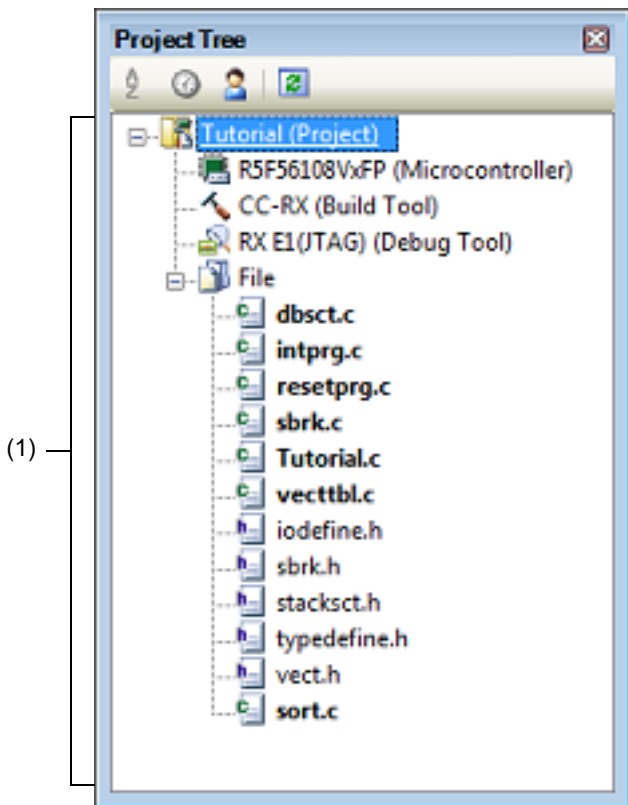 Project Tree
Tutorial (Project)
R5F56108VxFP (Microcontroller)
CC-RX (Build Tool)
RX E1(JTAG) (Debug Tool)
File
dbsct.c
intprg.c
resetprg.c
sbrk.c
(1)
Tutorial.c
vecttbl.c
iodefine.h
sbrk.h
stacksct.h
typedefine.h
vect.h
sort.c